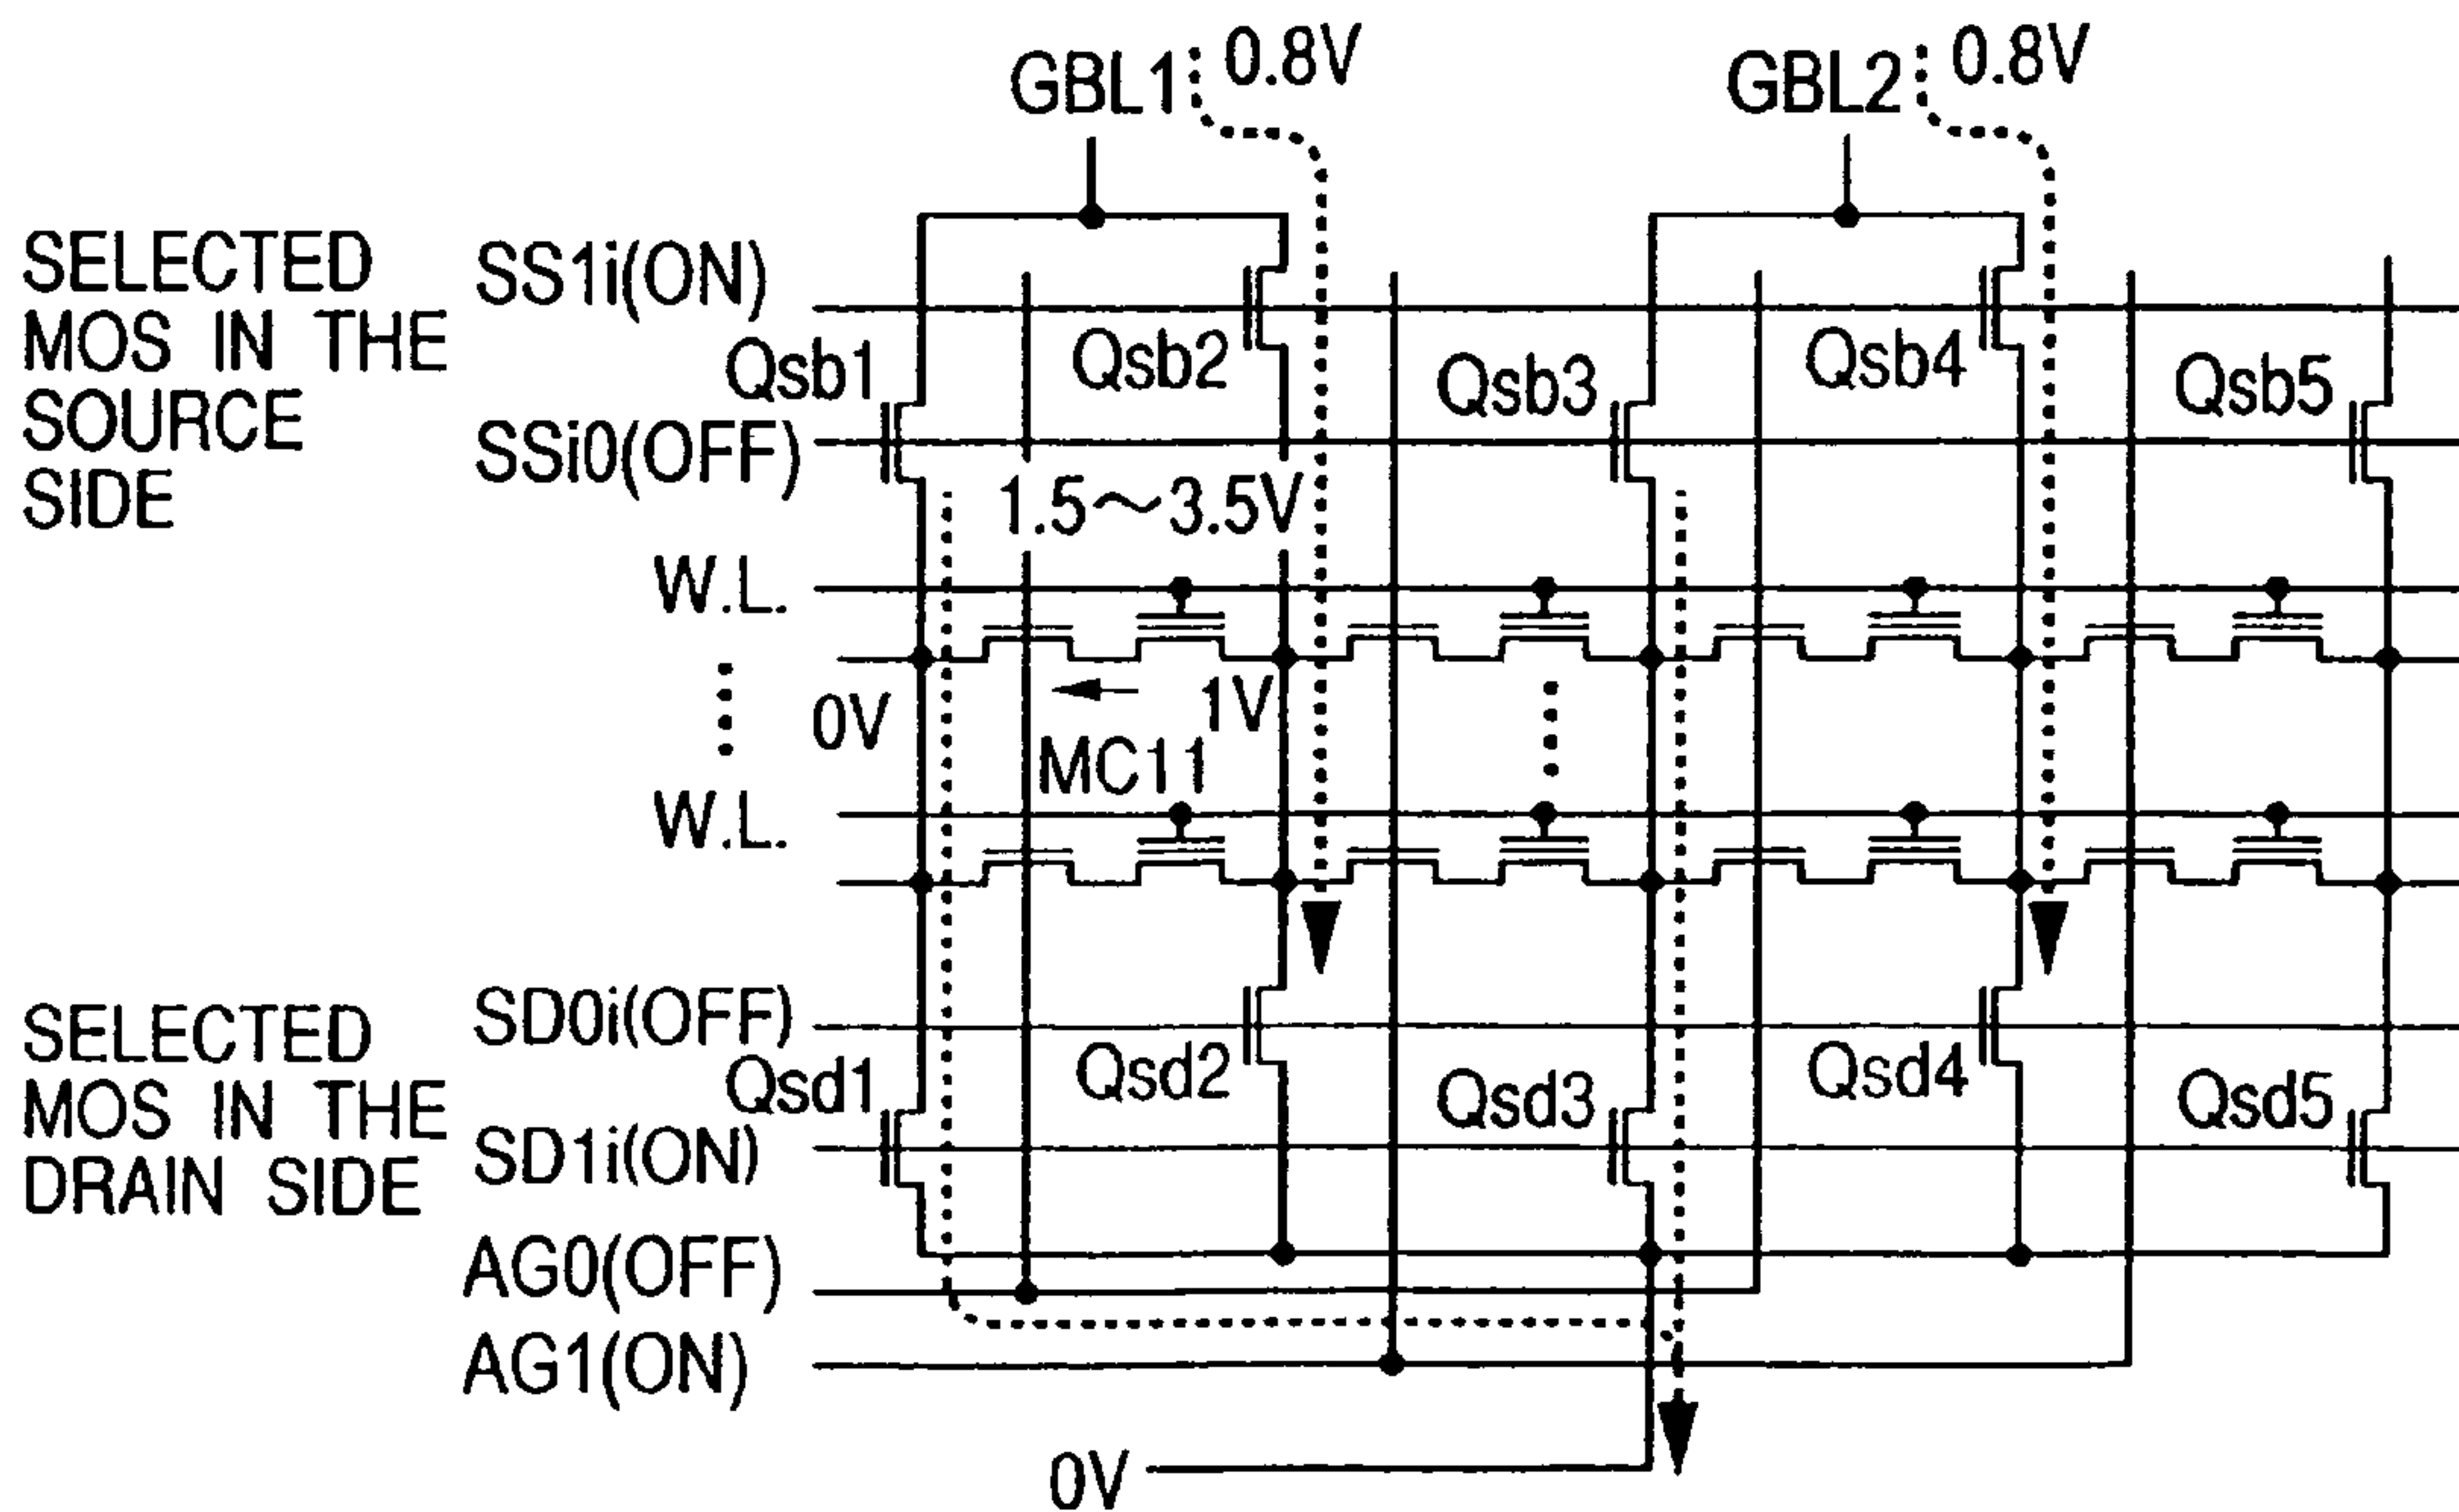 GBL1 0.8V GBL2 0.8V
SELECTED
MOS IN THE
SOURCE
SIDE
SS1i(ON)
Qsb1 Qsb2 Qsb3 Qsb4 Qsb5
SSi0(OFF)
1.5~3.5V
W.L.
0V 1V
MC11
W.L.
SELECTED
MOS IN THE
DRAIN SIDE
SD0i(OFF)
Qsd1 Qsd2 Qsd3 Qsd4 Qsd5
SD1i(ON)
AG0(OFF)
AG1(ON)
0V